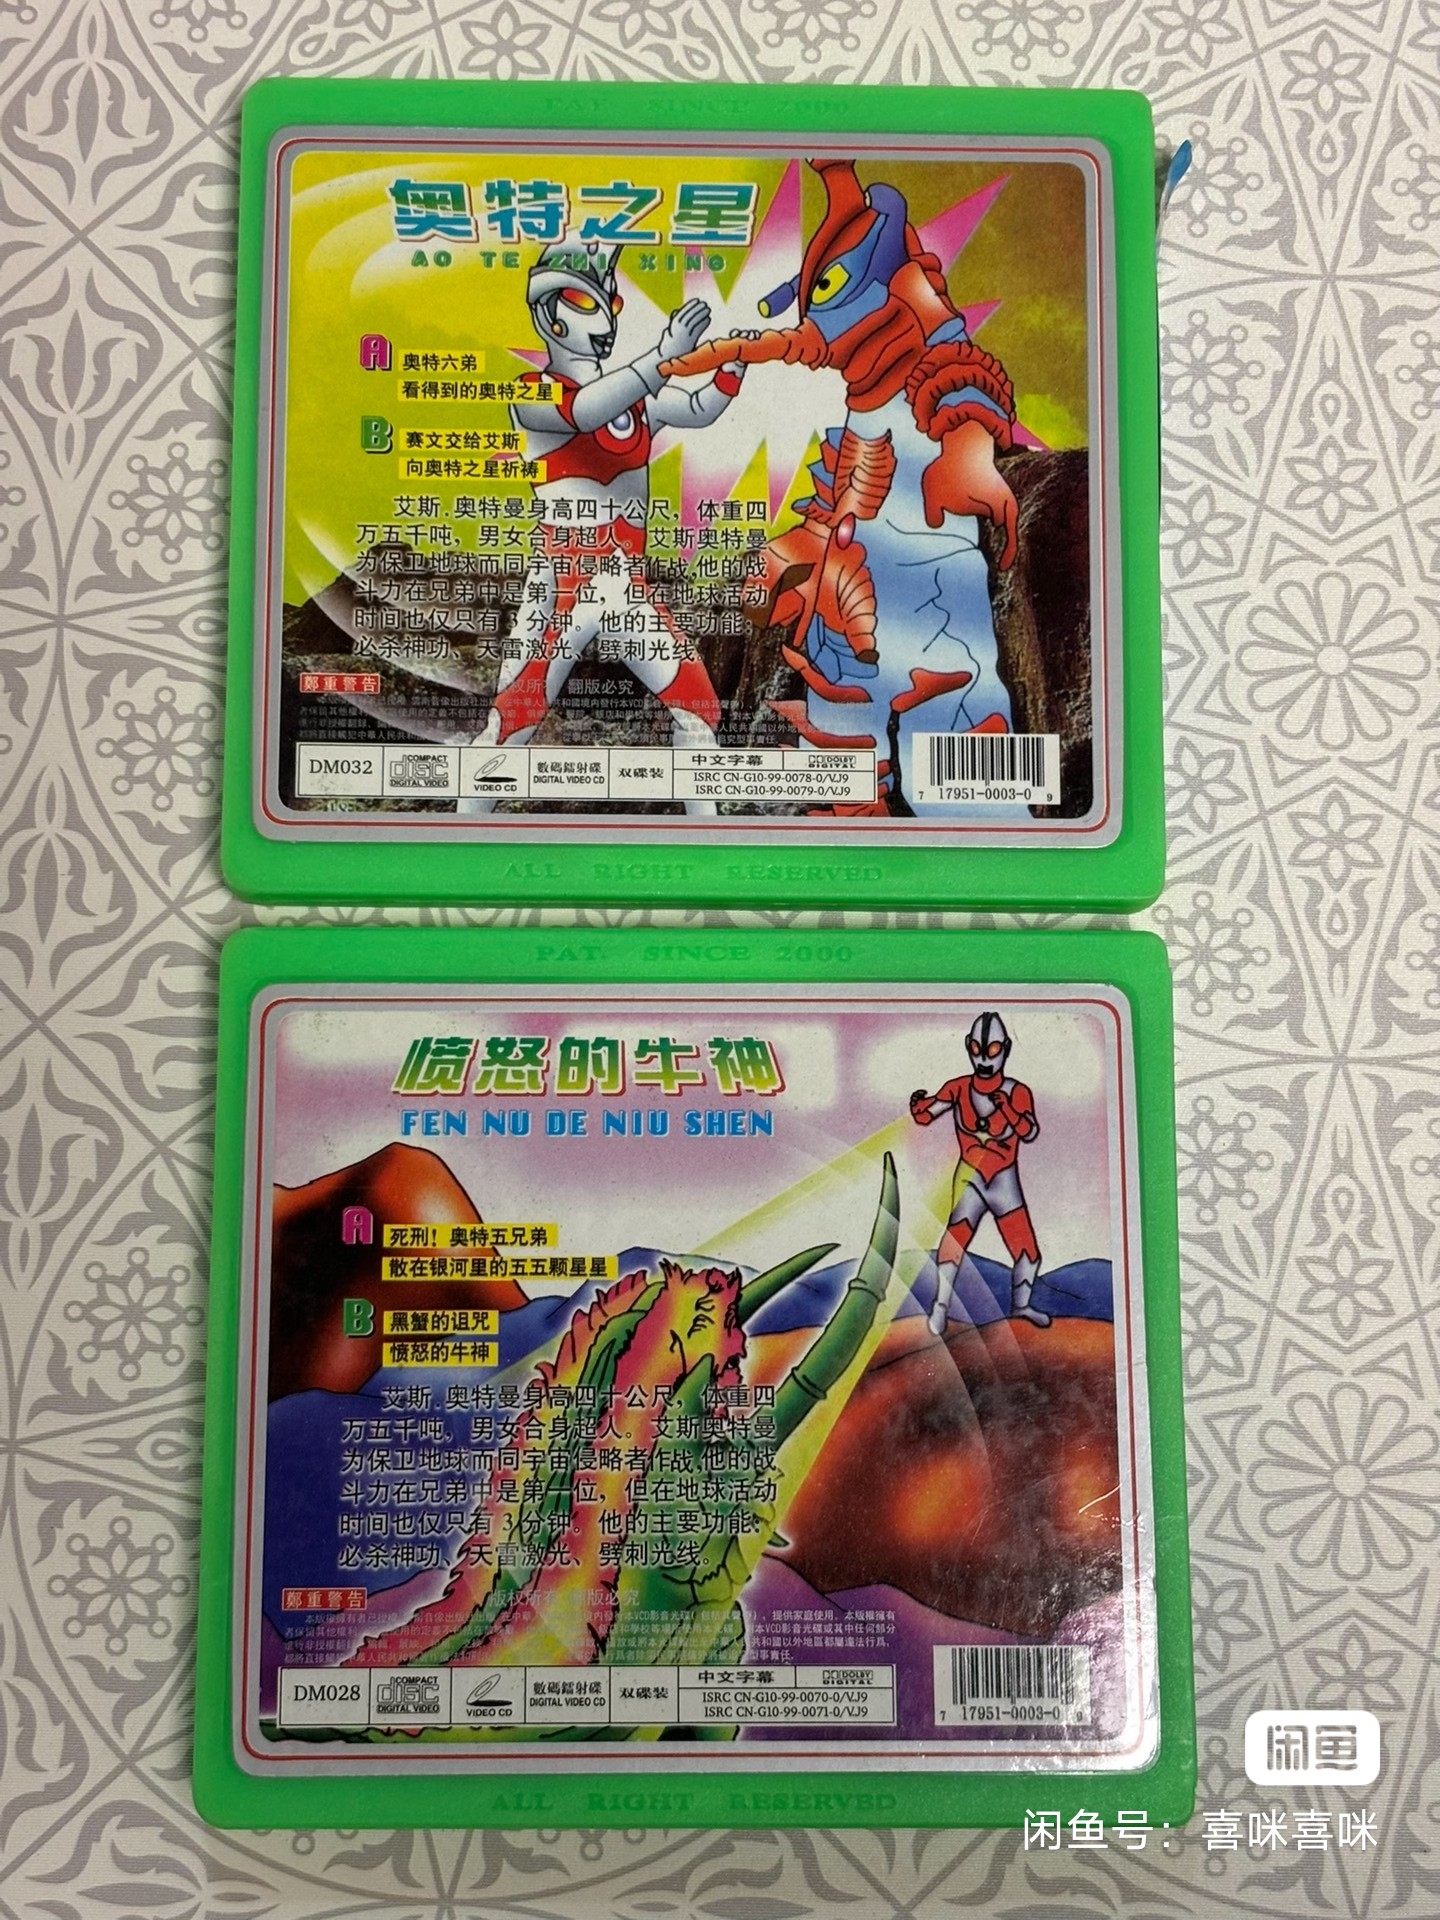 PAT. SINCE 2000
奥特之星
AO TE ZHI XING
A 奥特六弟
看得到的奥特之星
B 赛文交给艾斯
向奥特之星祈祷
艾斯.奥特曼身高四十公尺，体重四
万五千吨，男女合身超人。艾斯奥特曼
为保卫地球而同宇宙侵略者作战,他的战
斗力在兄弟中是第一位，但在地球活动
时间也仅只有3分钟。他的主要功能：
必杀神功、天雷激光、劈刺光线。
鄭重警告
版权所有 翻版必究
DM032
COMPACT disc DIGITAL VIDEO
VIDEO CD
數碼鐳射碟
DIGITAL VIDEO CD
双碟装
中文字幕
DOLBY DIGITAL
ISRC CN-G10-99-0078-0/V.J9
ISRC CN-G10-99-0079-0/V.J9
7 17951-0003-0 9
ALL RIGHT RESERVED
PAT. SINCE 2000
愤怒的牛神
FEN NU DE NIU SHEN
A 死刑！奥特五兄弟
散在银河里的五五颗星星
B 黑蟹的诅咒
愤怒的牛神
艾斯.奥特曼身高四十公尺，体重四
万五千吨，男女合身超人。艾斯奥特曼
为保卫地球而同宇宙侵略者作战,他的战
斗力在兄弟中是第一位，但在地球活动
时间也仅只有3分钟。他的主要功能：
必杀神功、天雷激光、劈刺光线。
鄭重警告
版权所有 翻版必究
DM028
COMPACT disc DIGITAL VIDEO
VIDEO CD
數碼鐳射碟
DIGITAL VIDEO CD
双碟装
中文字幕
DOLBY DIGITAL
ISRC CN-G10-99-0070-0/V.J9
ISRC CN-G10-99-0071-0/V.J9
7 17951-0003-0 9
ALL RIGHT RESERVED
闲鱼
闲鱼号：喜咪喜咪